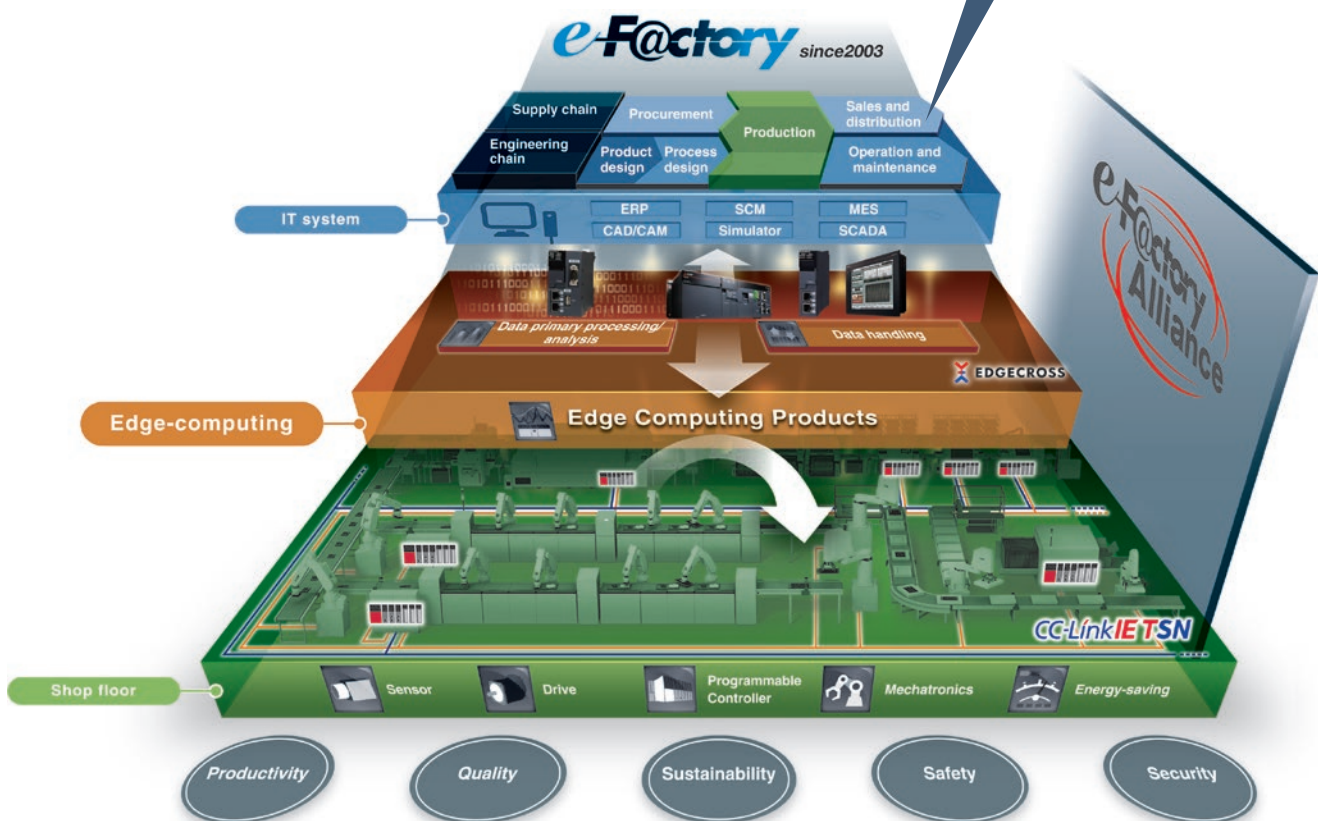 e-F@ctory since2003
Supply chain
Procurement
Production
Sales and
distribution
Engineering
chain
Product
design
Process
design
Operation and
maintenance
IT system
ERP
SCM
MES
CAD/CAM
Simulator
SCADA
e-F@ctory
Alliance
Data primary processing/
analysis
Data handling
EDGECROSS
Edge-computing
Edge Computing Products
CC-Link IE TSN
Shop floor
Sensor
Drive
Programmable
Controller
Mechatronics
Energy-saving
Productivity
Quality
Sustainability
Safety
Security